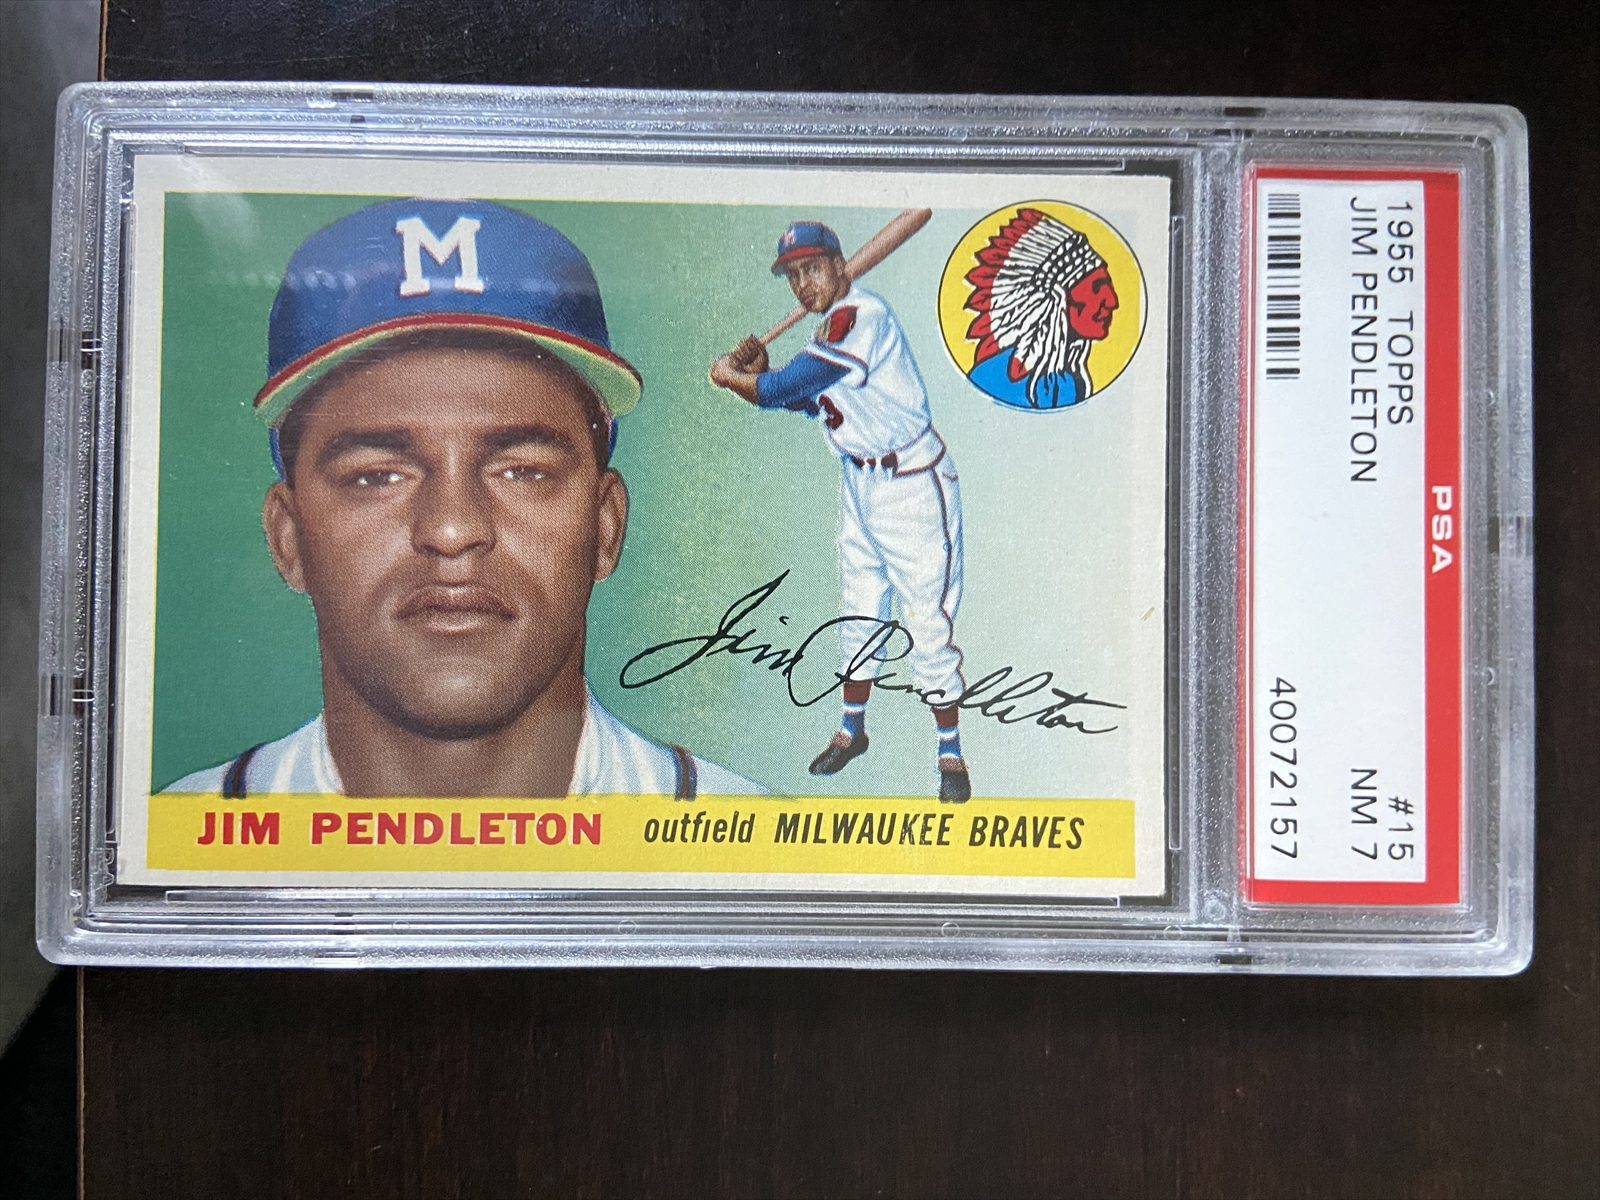 M
Jim Pendleton
JIM PENDLETON outfield MILWAUKEE BRAVES
PSA
1955 TOPPS #15
JIM PENDLETON NM 7
40072157